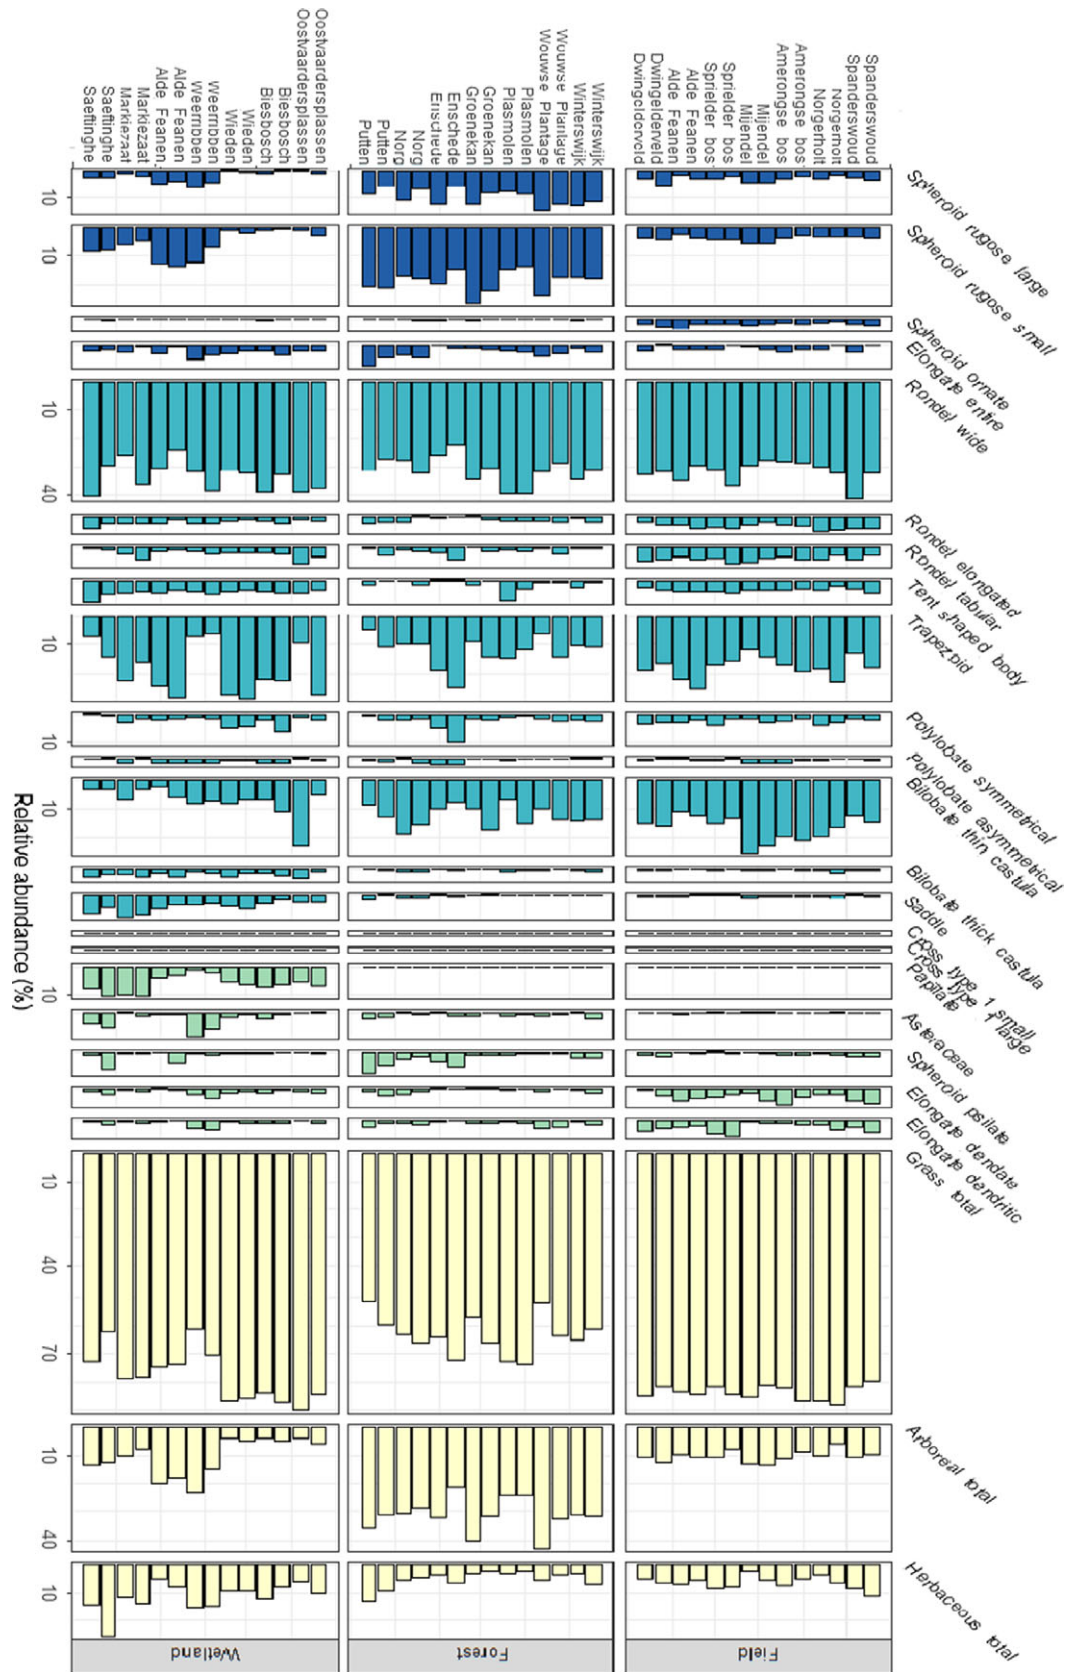 Spheroid rugose large
Spheroid rugose small
Spheroid ornate
Elongate entire
Rondel wide
Rondel elongated
Rondel tabular
Tent shaped body
Trapezoid
Polylobate symmetrical
Polylobate asymmetrical
Bilobate thin castula
Bilobate thick castula
Saddle
Cross type 1 small
Cross type 1 large
Papilate
Asteraceae
Spheroid psilate
Elongate dendate
Elongate dendritic
Grass total
Arboreal total
Herbaceous total
Spanderswoud
Spanderswoud
Norgerholt
Norgerholt
Amerongse bos
Amerongse bos
Mijendel
Mijendel
Sprielder bos
Sprielder bos
Alde Feanen
Alde Feanen
Dwingelderveld
Dwingelderveld
Field
Winterswijk
Winterswijk
Wouwse Plantage
Wouwse Plantage
Plasmolen
Plasmolen
Groenekan
Groenekan
Enschede
Enschede
Norg
Norg
Putten
Putten
Forest
Oostvaardersplassen
Oostvaardersplassen
Biesbosch
Biesbosch
Wieden
Wieden
Weerribben
Weerribben
Alde Feanen
Alde Feanen
Markiezaat
Markiezaat
Saeftinghe
Saeftinghe
Wetland
10 10 10 40 10 10 10 10 10 40 70 10 40 10
Relative abundance (%)